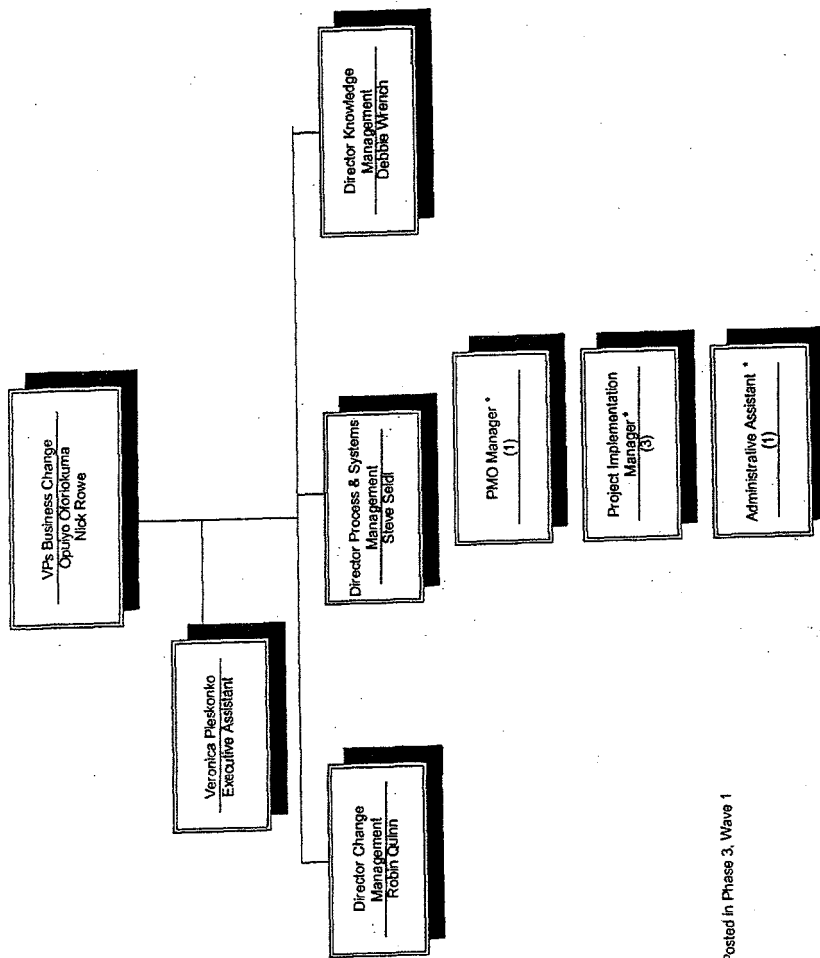 VPs Business Change
Opuiyo Oforiokuma
Nick Rowe
Veronica Pleskonko
Executive Assistant
Director Change
Management
Robin Quinn
Director Process & Systems
Management
Steve Seidl
Director Knowledge
Management
Debbie Wrench
PMO Manager *
(1)
Project Implementation
Manager *
(3)
Administrative Assistant *
(1)
Posted in Phase 3, Wave 1